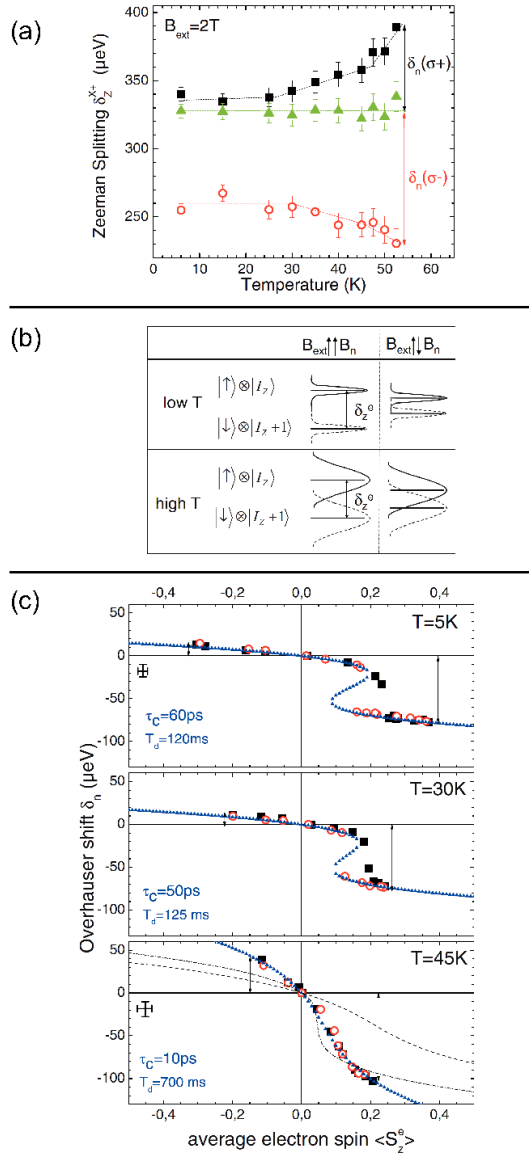 (a)
B_ext=2T
Zeeman Splitting δ_Z^X+ (μeV)
400
350
300
250
δ_n(σ+)
δ_n(σ-)
0 10 20 30 40 50 60
Temperature (K)
(b)
B_ext↑↑B_n
B_ext↑↓B_n
low T
|↑⟩⊗|I_Z⟩
|↓⟩⊗|I_Z+1⟩
δ_Z^e
high T
|↑⟩⊗|I_Z⟩
|↓⟩⊗|I_Z+1⟩
δ_Z^e
(c)
-0,4 -0,2 0,0 0,2 0,4
50
0
-50
-100
T=5K
τ_C=60ps
T_d=120ms
50
0
-50
-100
T=30K
τ_C=50ps
T_d=125 ms
50
0
-50
-100
T=45K
τ_C=10ps
T_d=700 ms
Overhauser shift δ_n (μeV)
-0,4 -0,2 0,0 0,2 0,4
average electron spin <S_z^e>